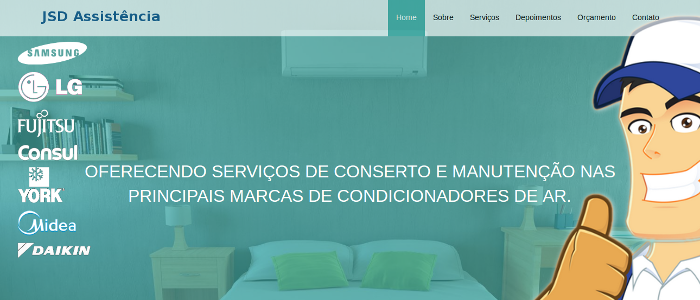 JSD Assistência
Home Sobre Serviços Depoimentos Orçamento Contato
SAMSUNG
LG
FUJITSU
Consul
YORK
Midea
DAIKIN
OFERECENDO SERVIÇOS DE CONSERTO E MANUTENÇÃO NAS
PRINCIPAIS MARCAS DE CONDICIONADORES DE AR.